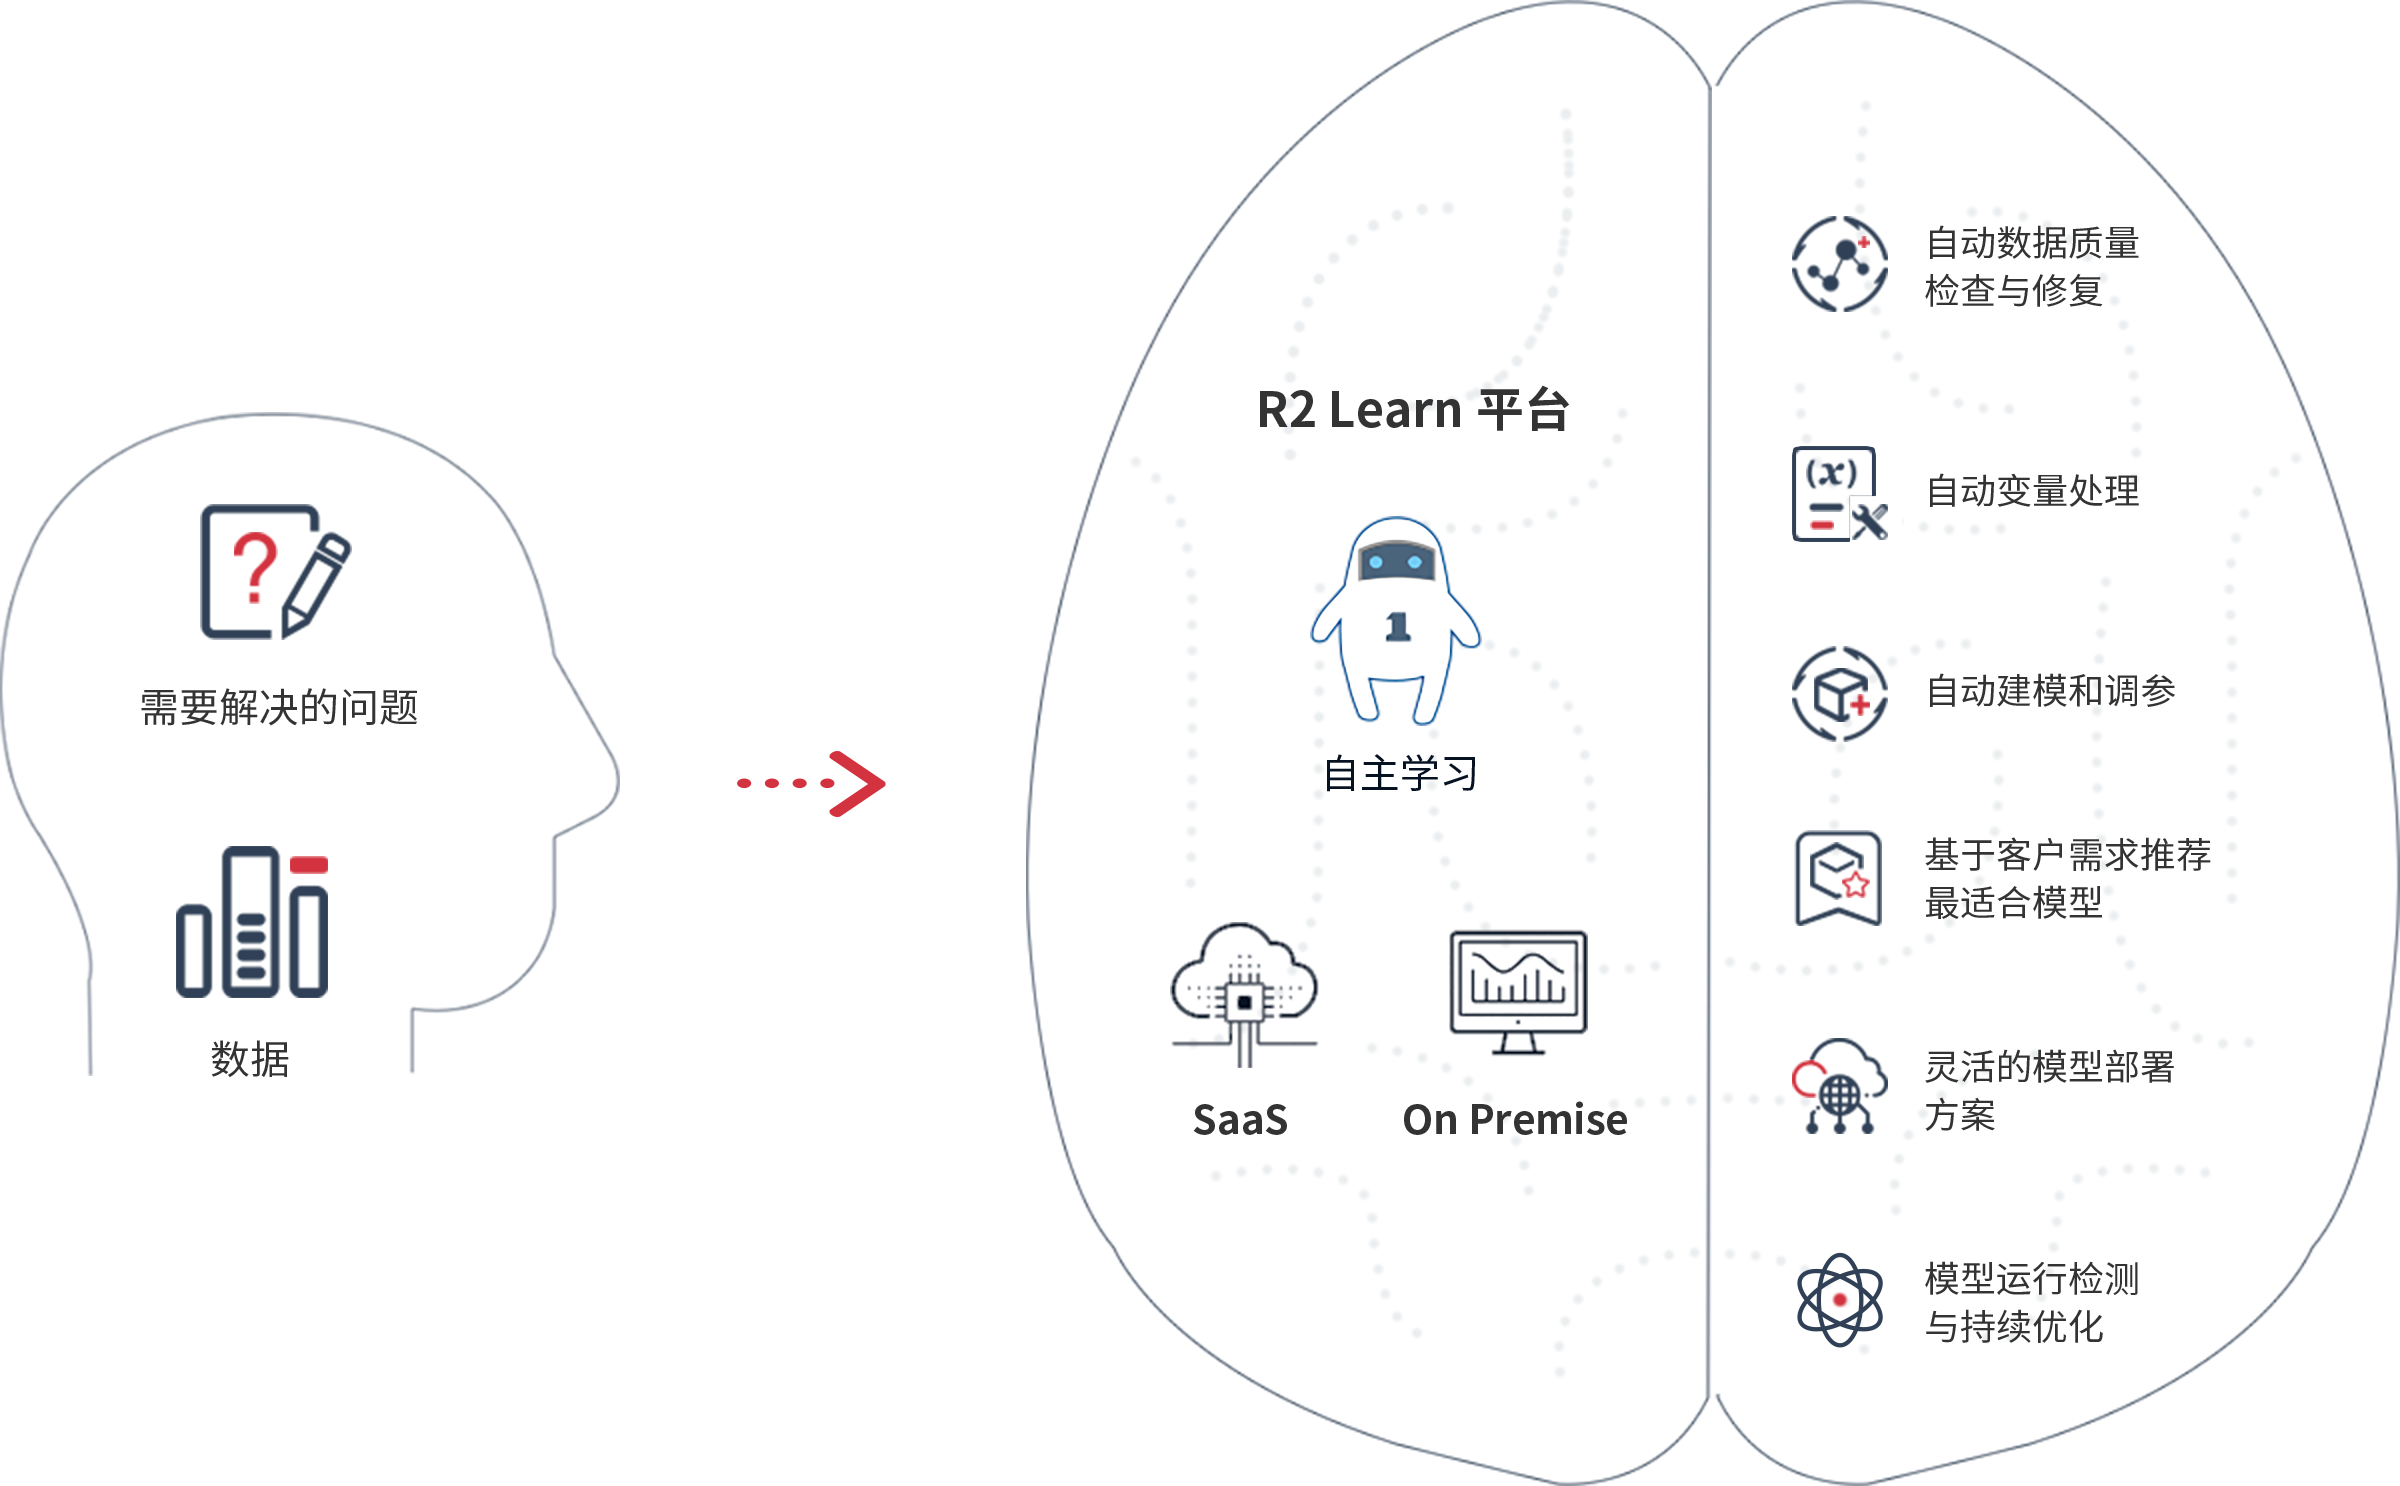 需要解决的问题
数据
R2 Learn 平台
1
自主学习
SaaS
On Premise
自动数据质量
检查与修复
(x)
自动变量处理
自动建模和调参
基于客户需求推荐
最适合模型
灵活的模型部署
方案
模型运行检测
与持续优化